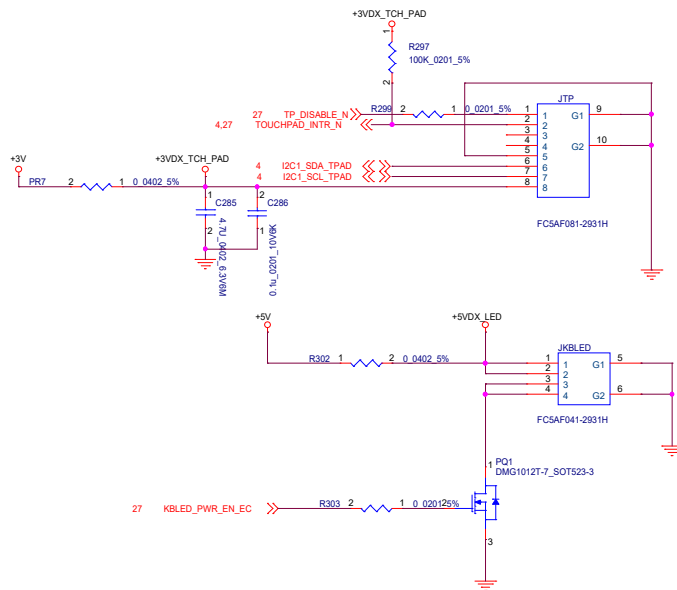 +3VDX_TCH_PAD
1
R297
100K_0201_5%
2
27 TP_DISABLE_N
R299 2 1 0_0201_5%
4,27 TOUCHPAD_INTR_N
JTP
1 1 G1 9
2 2
3 3
4 4 G2 10
5 5
6 6
7 7
8 8
FC5AF081-2931H
+3V
+3VDX_TCH_PAD
4 I2C1_SDA_TPAD
4 I2C1_SCL_TPAD
PR7 2 1 0_0402_5%
1 C285 2
4.7U_0402_6.3V6M
2 C286 1
+5V
+5VDX_LED
R302 1 2 0_0402_5%
JKBLED
1 1 G1 5
2 2
3 3
4 4 G2 6
FC5AF041-2931H
1 PQ1
DMG1012T-7_SOT523-3
27 KBLED_PWR_EN_EC
R303 2 1 0_0201_5%
2
3